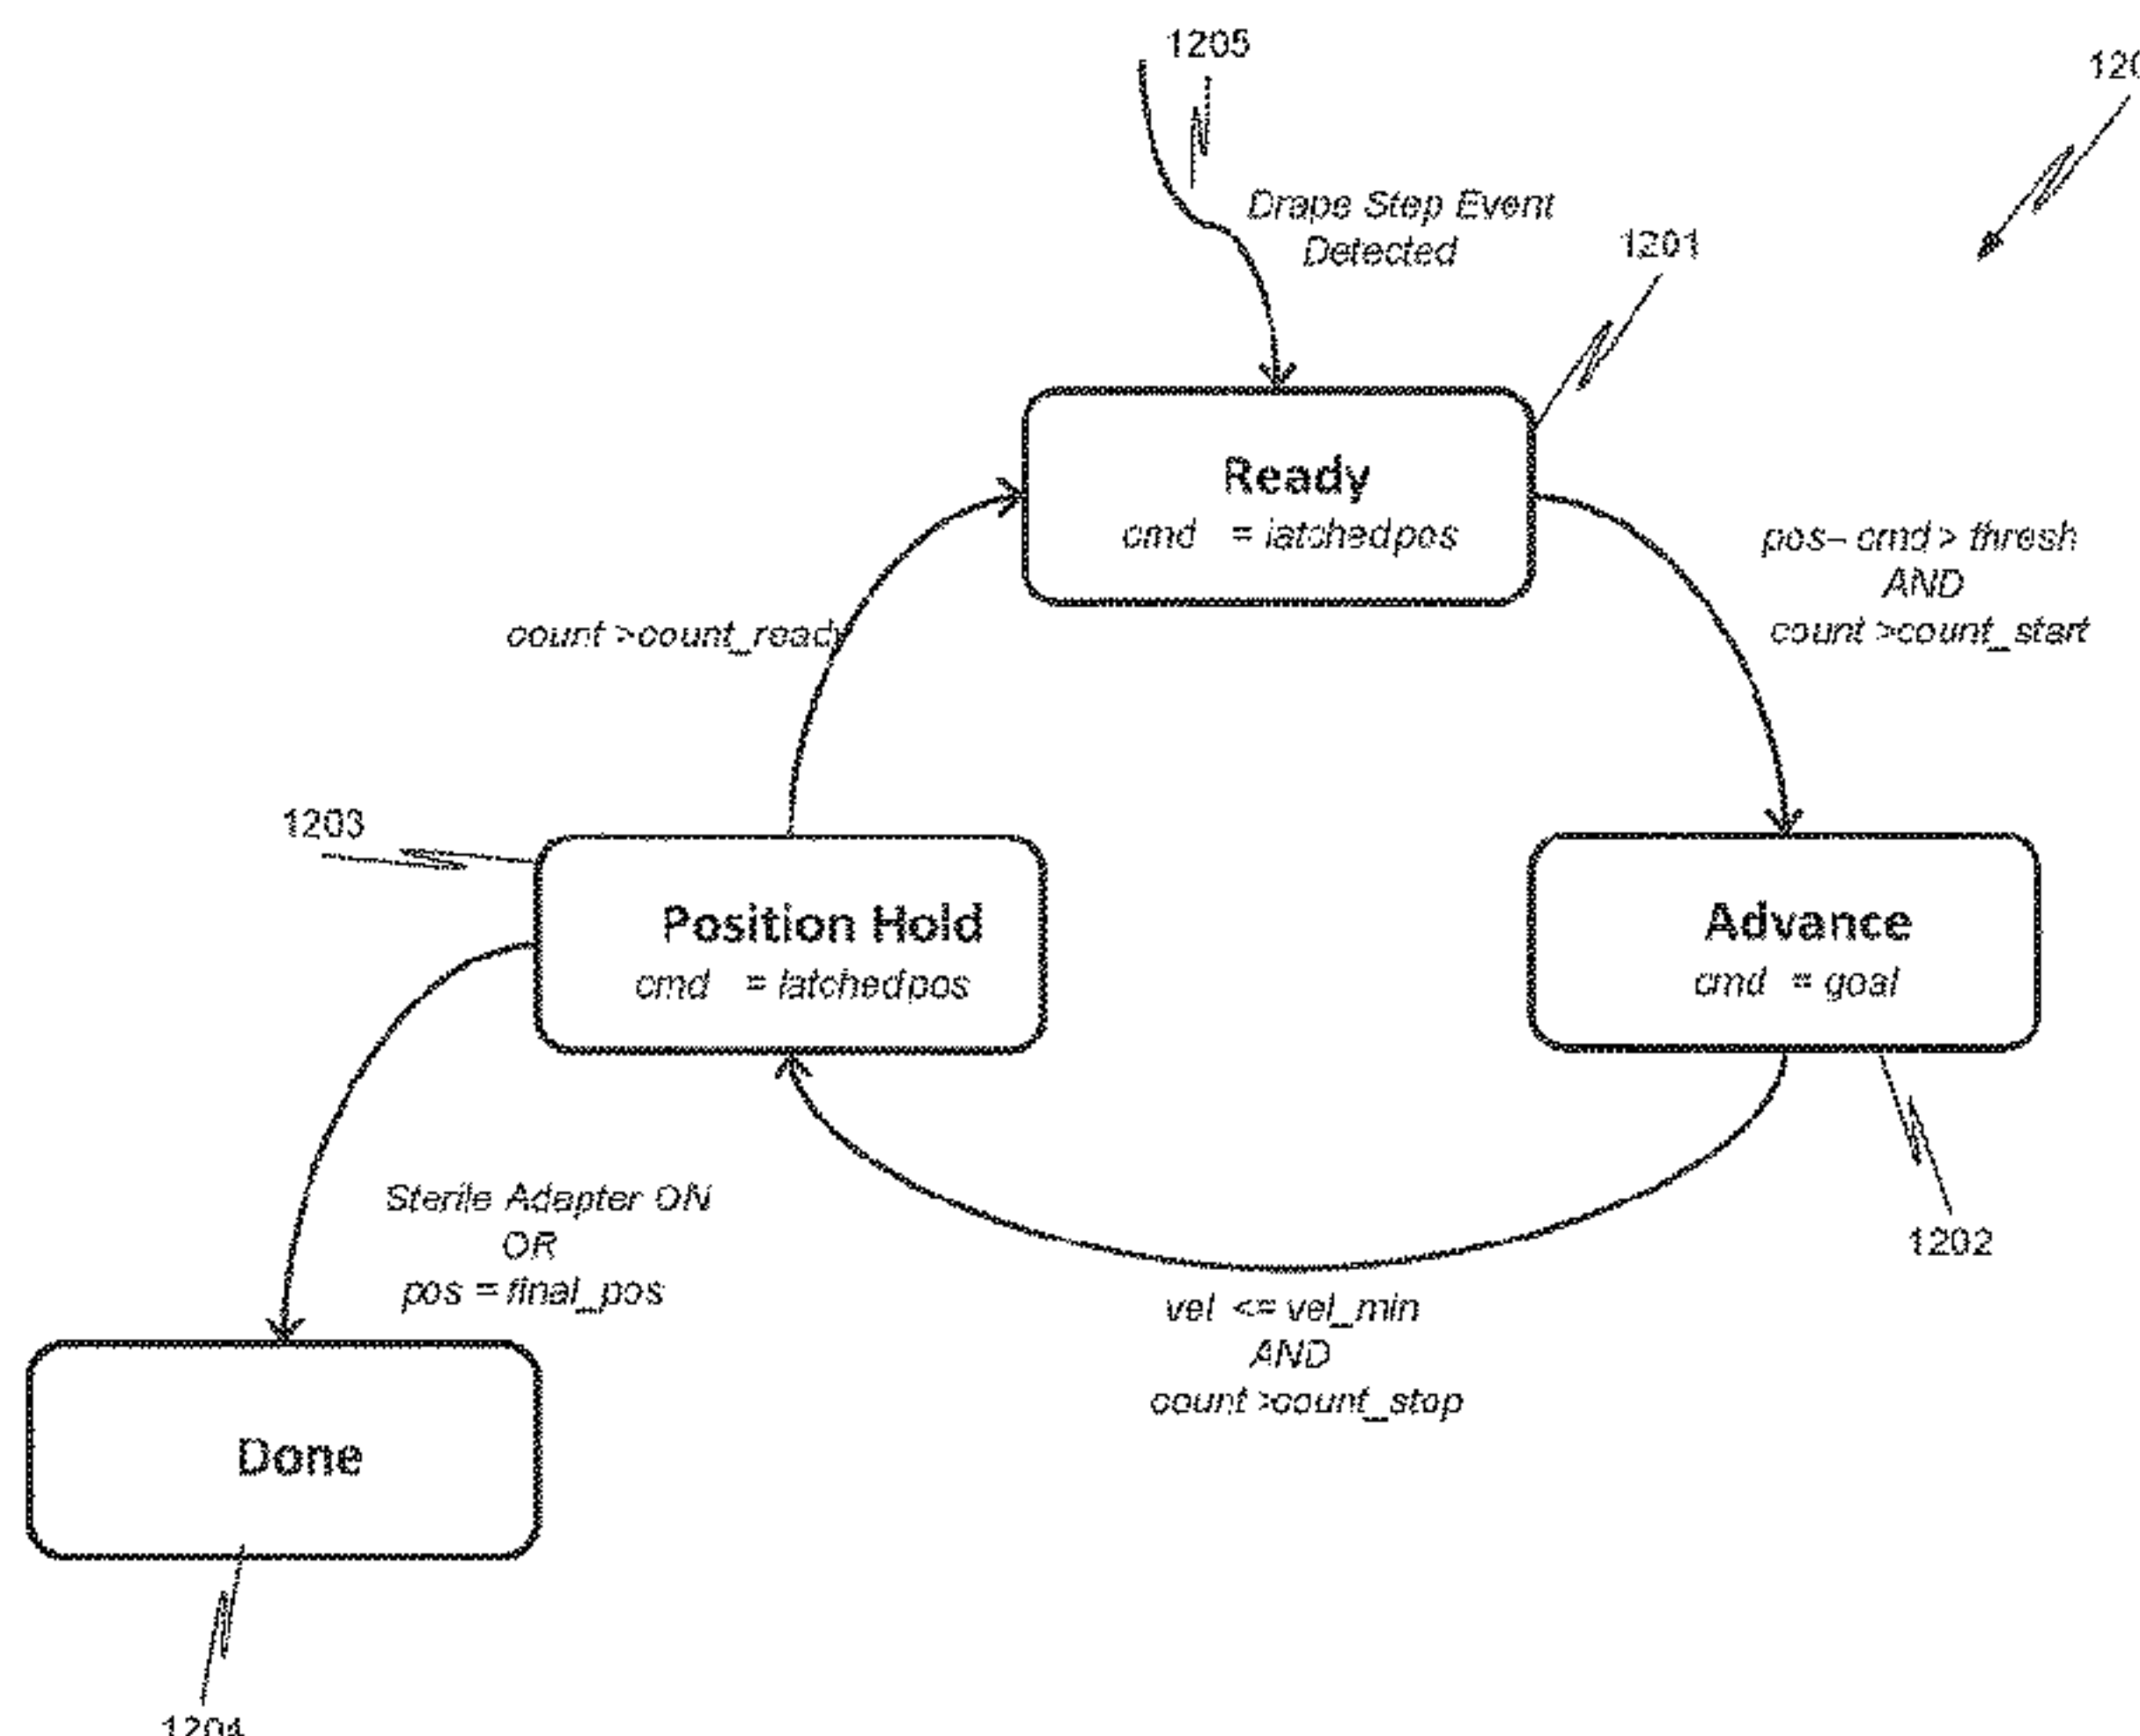 1205
120
Drape Step Event
Detected
1201
Ready
cmd = latchedpos
pos– cmd > thresh
AND
count >count_start
count >count_ready
1203
Position Hold
cmd = latchedpos
Advance
cmd = goal
Sterile Adapter ON
OR
pos = final_pos
1202
vel <= vel_min
AND
count >count_stop
Done
1204